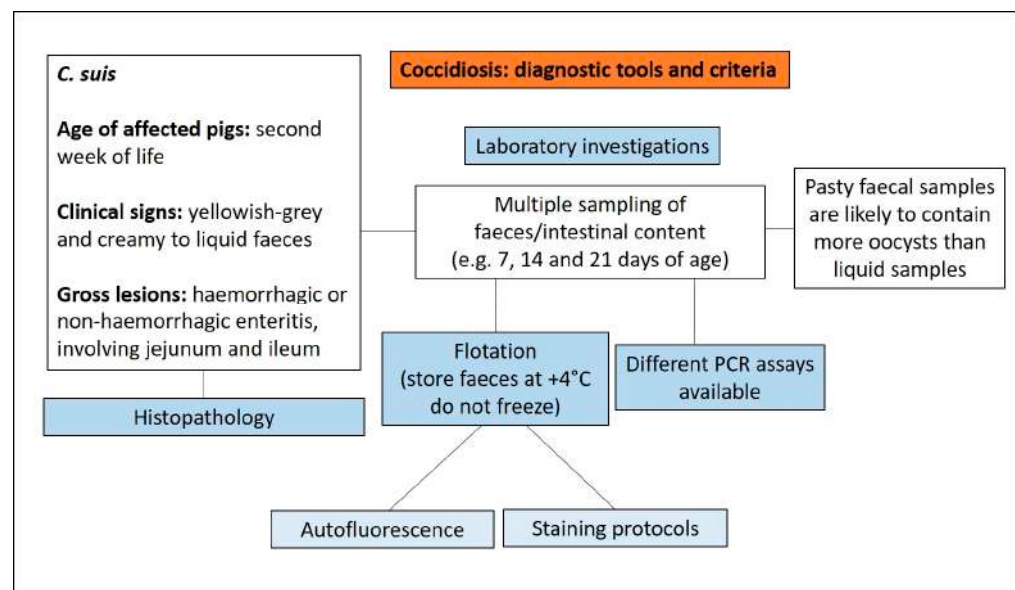 C. suis
Age of affected pigs: second
week of life
Clinical signs: yellowish-grey
and creamy to liquid faeces
Gross lesions: haemorrhagic or
non-haemorrhagic enteritis,
involving jejunum and ileum
Histopathology
Coccidiosis: diagnostic tools and criteria
Laboratory investigations
Multiple sampling of
faeces/intestinal content
(e.g. 7, 14 and 21 days of age)
Pasty faecal samples
are likely to contain
more oocysts than
liquid samples
Flotation
(store faeces at +4°C
do not freeze)
Different PCR assays
available
Autofluorescence
Staining protocols